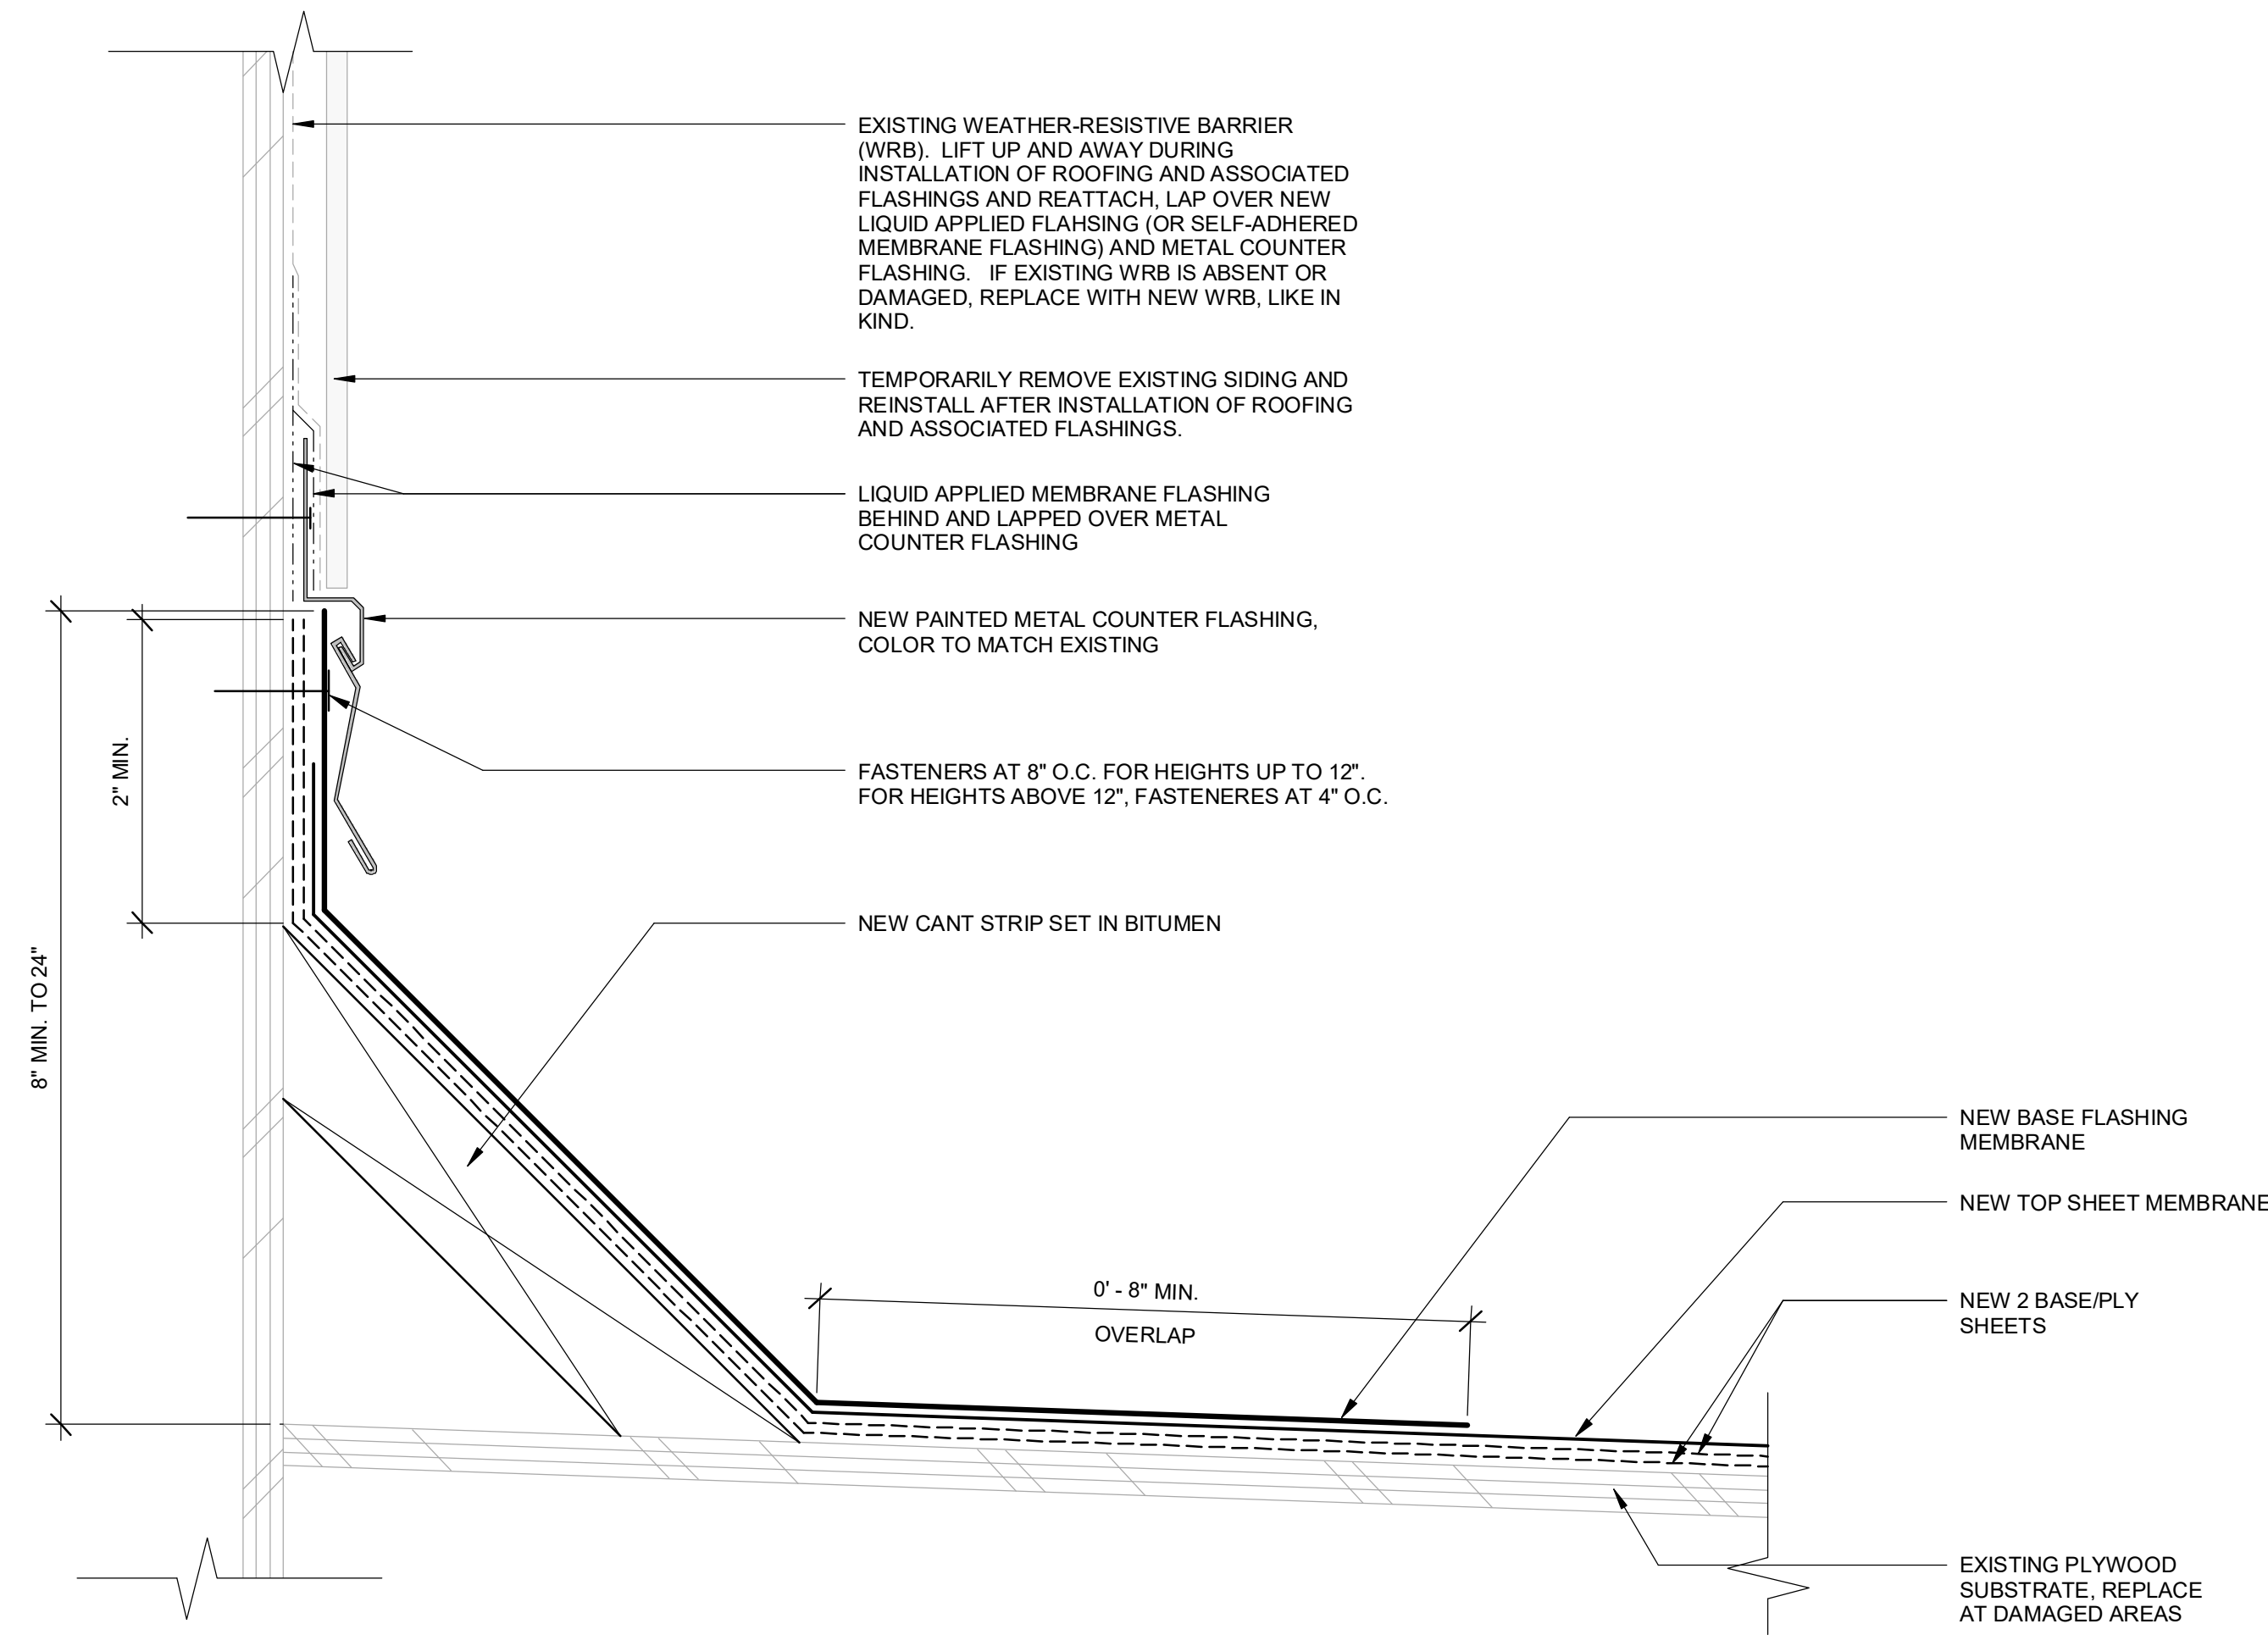 EXISTING WEATHER-RESISTIVE BARRIER
(WRB).  LIFT UP AND AWAY DURING
INSTALLATION OF ROOFING AND ASSOCIATED
FLASHINGS AND REATTACH, LAP OVER NEW
LIQUID APPLIED FLAHSING (OR SELF-ADHERED
MEMBRANE FLASHING) AND METAL COUNTER
FLASHING.   IF EXISTING WRB IS ABSENT OR
DAMAGED, REPLACE WITH NEW WRB, LIKE IN
KIND.
TEMPORARILY REMOVE EXISTING SIDING AND
REINSTALL AFTER INSTALLATION OF ROOFING
AND ASSOCIATED FLASHINGS.
LIQUID APPLIED MEMBRANE FLASHING
BEHIND AND LAPPED OVER METAL
COUNTER FLASHING
NEW PAINTED METAL COUNTER FLASHING,
COLOR TO MATCH EXISTING
2" MIN.
FASTENERS AT 8" O.C. FOR HEIGHTS UP TO 12".
FOR HEIGHTS ABOVE 12", FASTENERES AT 4" O.C.
NEW CANT STRIP SET IN BITUMEN
8" MIN. TO 24"
NEW BASE FLASHING
MEMBRANE
NEW TOP SHEET MEMBRANE
0' - 8" MIN.
OVERLAP
NEW 2 BASE/PLY
SHEETS
EXISTING PLYWOOD
SUBSTRATE, REPLACE
AT DAMAGED AREAS